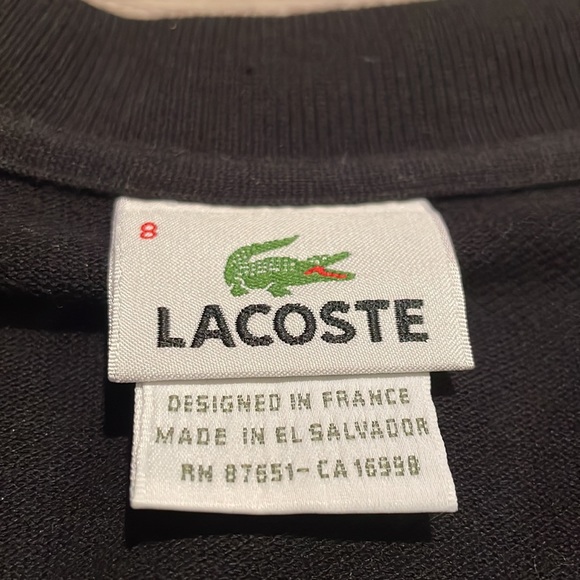 8
LACOSTE
DESIGNED IN FRANCE
MADE IN EL SALVADOR
RN 87651-CA 16998